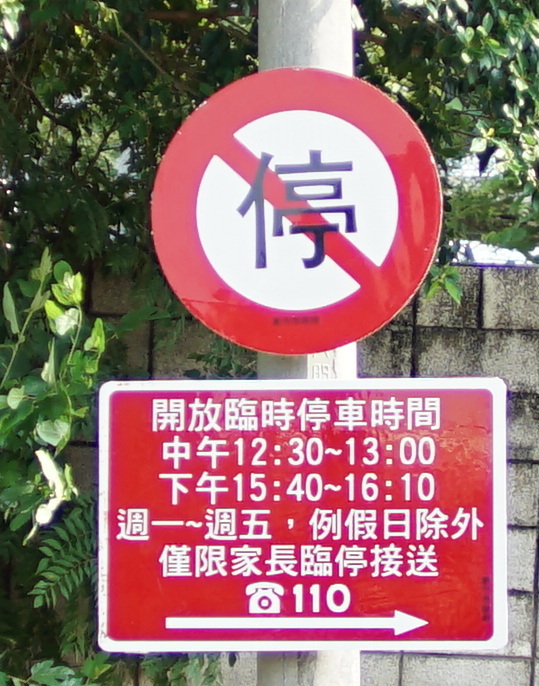 停
開放臨時停車時間
中午12:30~13:00
下午15:40~16:10
週一~週五，例假日除外
僅限家長臨停接送
☎110